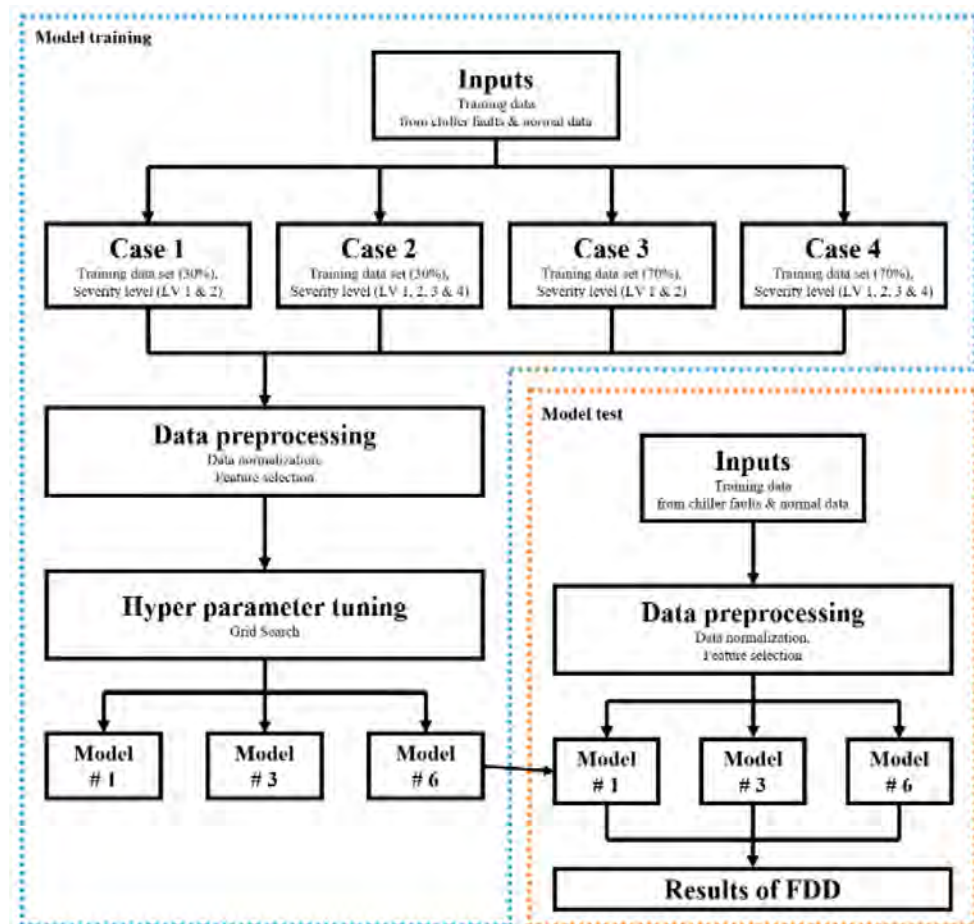 Model training
Inputs
Training data
from chiller faults & normal data
Case 1
Training data set (30%),
Severity level (LV 1 & 2)
Case 2
Training data set (30%),
Severity level (LV 1, 2, 3 & 4)
Case 3
Training data set (70%),
Severity level (LV 1 & 2)
Case 4
Training data set (70%),
Severity level (LV 1, 2, 3 & 4)
Data preprocessing
Data normalization,
Feature selection
Hyper parameter tuning
Grid Search
Model
# 1
Model
# 3
Model
# 6
Model test
Inputs
Training data
from chiller faults & normal data
Data preprocessing
Data normalization,
Feature selection
Model
# 1
Model
# 3
Model
# 6
Results of FDD